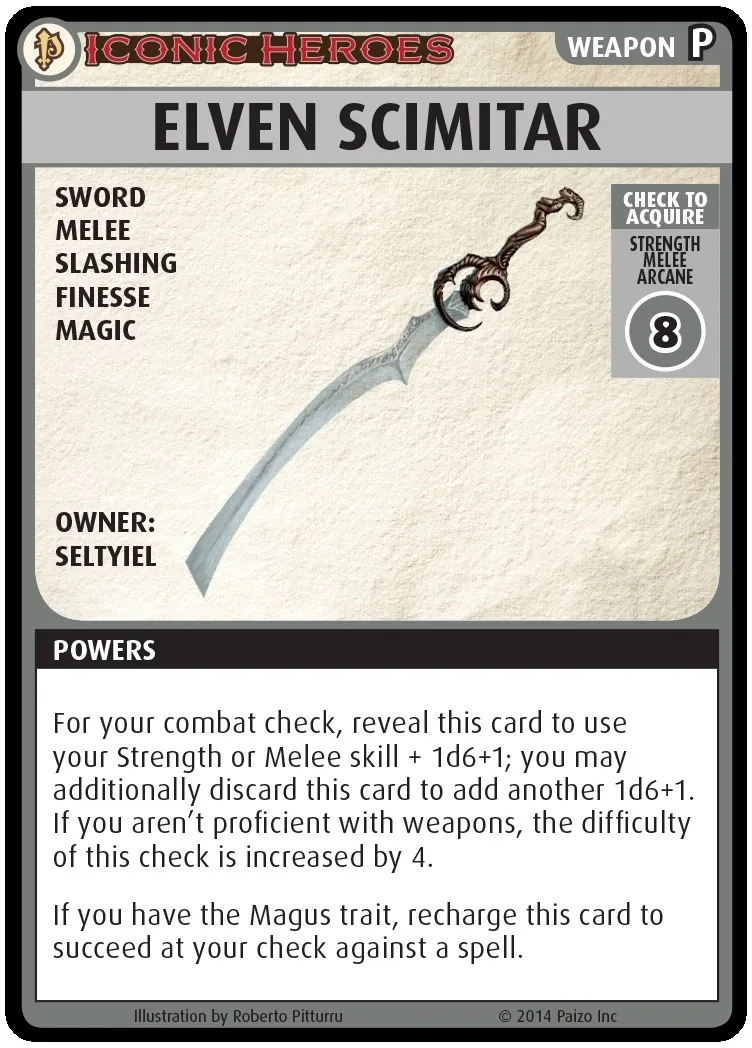 ICONIC HEROES
WEAPON P
ELVEN SCIMITAR
SWORD
MELEE
SLASHING
FINESSE
MAGIC
OWNER:
SELTYIEL
CHECK TO
ACQUIRE
STRENGTH
MELEE
ARCANE
8
POWERS
For your combat check, reveal this card to use
your Strength or Melee skill + 1d6+1; you may
additionally discard this card to add another 1d6+1.
If you aren’t proficient with weapons, the difficulty
of this check is increased by 4.
If you have the Magus trait, recharge this card to
succeed at your check against a spell.
Illustration by Roberto Pitturru
© 2014 Paizo Inc